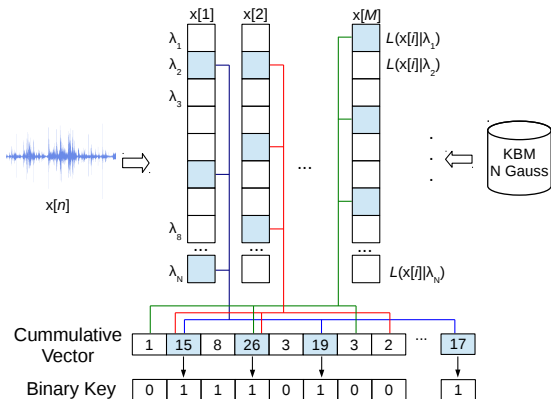 x[1] x[2] x[M]
λ1 L(x[i]|λ1)
λ2 L(x[i]|λ2)
λ3
KBM
N Gauss
...
x[n]
λ8
... ... ...
λN L(x[i]|λN)
Cummulative
Vector
1 15 8 26 3 19 3 2 ... 17
Binary Key 0 1 1 1 0 1 0 0 1